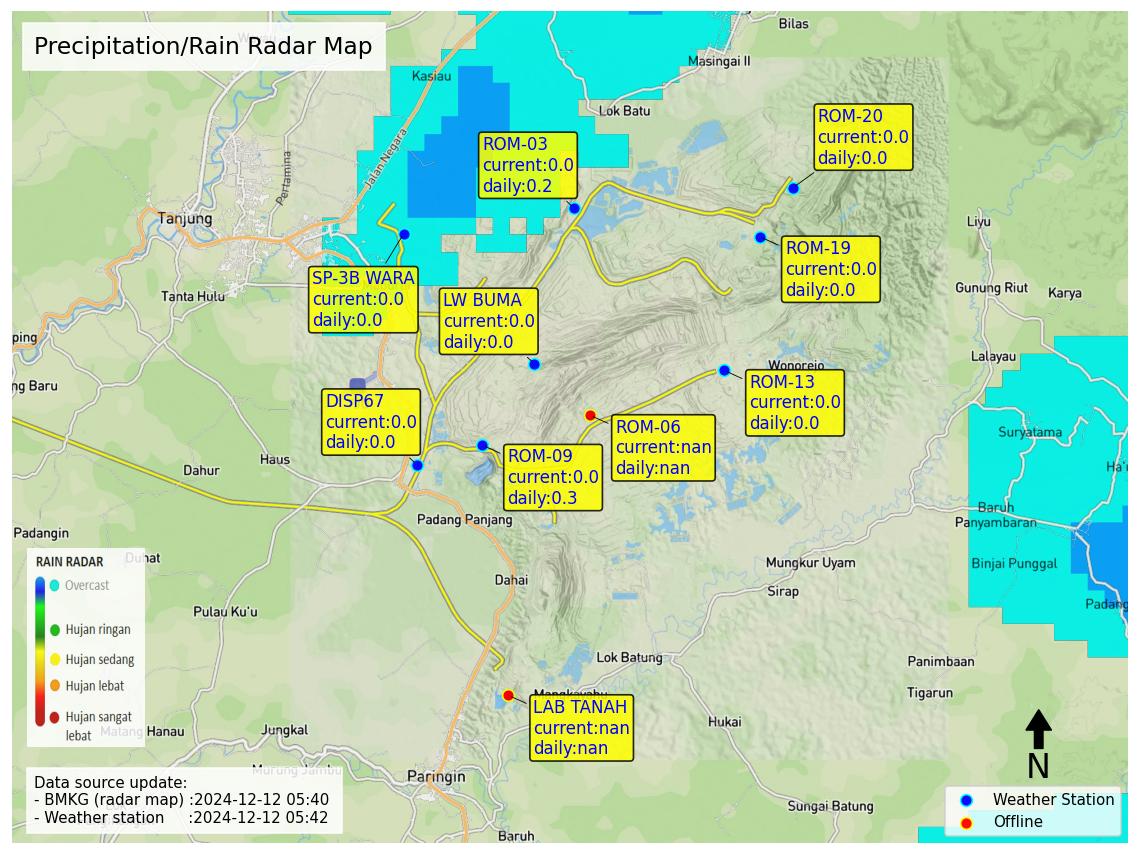 Precipitation/Rain Radar Map
Bilas
Masingai II
Kasiau
Lok Batu
Jalan Negara
Pertamina
Tanjung
ROM-20
current:0.0
daily:0.0
ROM-03
current:0.0
daily:0.2
Liyu
ROM-19
current:0.0
daily:0.0
SP-3B WARA
current:0.0
daily:0.0
Tanta Hulu
LW BUMA
current:0.0
daily:0.0
Gunung Riut
Karya
ping
Lalayau
Wonorejo
ng Baru
ROM-13
current:0.0
daily:0.0
DISP67
current:0.0
daily:0.0
ROM-06
current:nan
daily:nan
Suryatama
Haus
Dahur
ROM-09
current:0.0
daily:0.3
Ha'u
Baruh
Panyambaran
Padang Panjang
Padangin
Mungkur Uyam
Binjai Punggal
Dahai
Sirap
Padang
Pulau Ku'u
RAIN RADAR
Overcast
Hujan ringan
Hujan sedang
Hujan lebat
Hujan sangat
lebat
Lok Batung
Panimbaan
Tigarun
Mangkayahu
LAB TANAH
current:nan
daily:nan
Hukai
Matang Hanau
Jungkal
Murung Jambu
Paringin
N
Sungai Batung
Baruh
Data source update:
- BMKG (radar map) :2024-12-12 05:40
- Weather station :2024-12-12 05:42
Weather Station
Offline